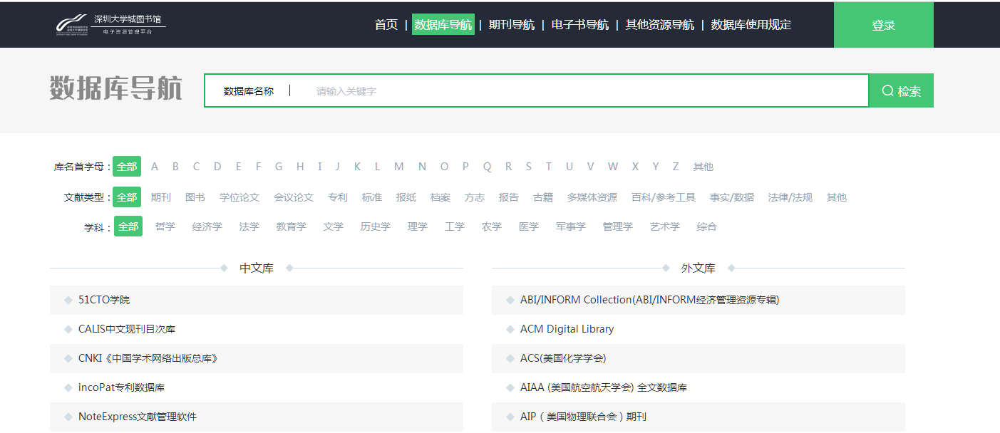 深圳大学城图书馆
电子资源管理平台
首页 | 数据库导航 | 期刊导航 | 电子书导航 | 其他资源导航 | 数据库使用规定
登录
数据库导航
数据库名称 | 请输入关键字
检索
库名首字母： 全部 A B C D E F G H I J K L M N O P Q R S T U V W X Y Z 其他
文献类型： 全部 期刊 图书 学位论文 会议论文 专利 标准 报纸 档案 方志 报告 古籍 多媒体资源 百科/参考工具 事实/数据 法律/法规 其他
学科： 全部 哲学 经济学 法学 教育学 文学 历史学 理学 工学 农学 医学 军事学 管理学 艺术学 综合
中文库
51CTO学院
CALIS中文现刊目次库
CNKI《中国学术网络出版总库》
incoPat专利数据库
NoteExpress文献管理软件
外文库
ABI/INFORM Collection(ABI/INFORM经济管理资源专辑)
ACM Digital Library
ACS(美国化学学会)
AIAA (美国航空航天学会) 全文数据库
AIP（美国物理联合会）期刊